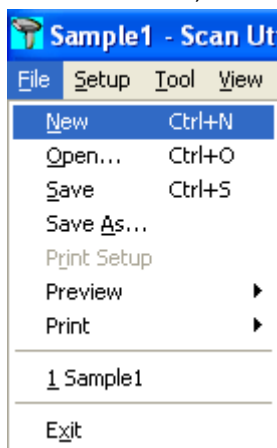 Sample1 - Scan Ut
File Setup Tool View
New Ctrl+N
Open... Ctrl+O
Save Ctrl+S
Save As...
Print Setup
Preview
Print
1 Sample1
Exit